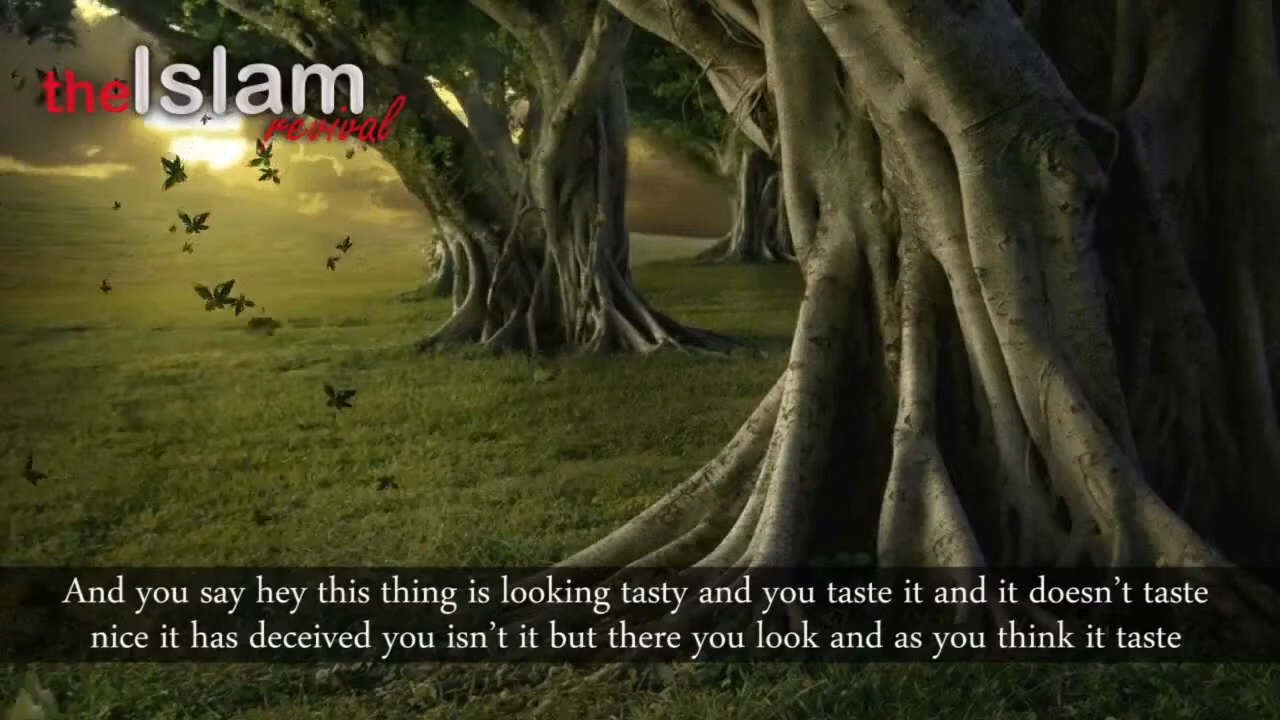 theIslam
revival
And you say hey this thing is looking tasty and you taste it and it doesn't taste
nice it has deceived you isn't it but there you look and as you think it taste